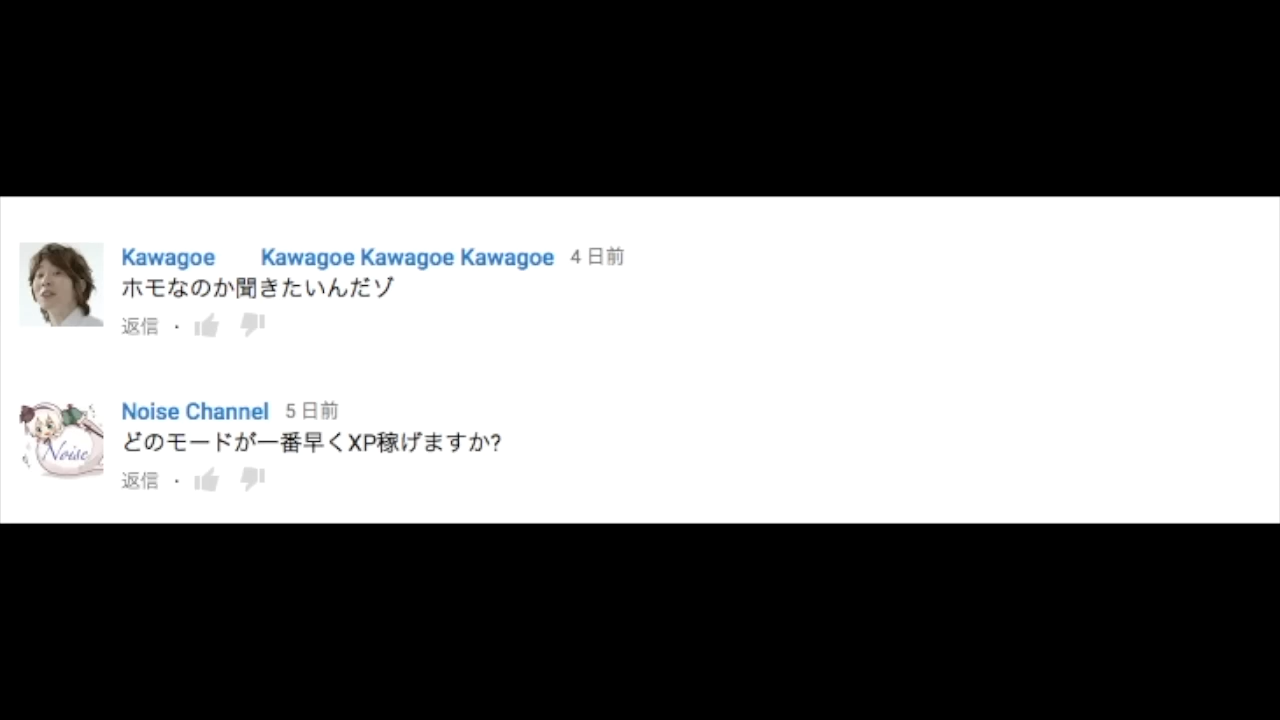 Kawagoe Kawagoe Kawagoe Kawagoe 4 日前
ホモなのか聞きたいんだゾ
返信 ·
Noise
Noise Channel 5 日前
どのモードが一番早くXP稼げますか?
返信 ·